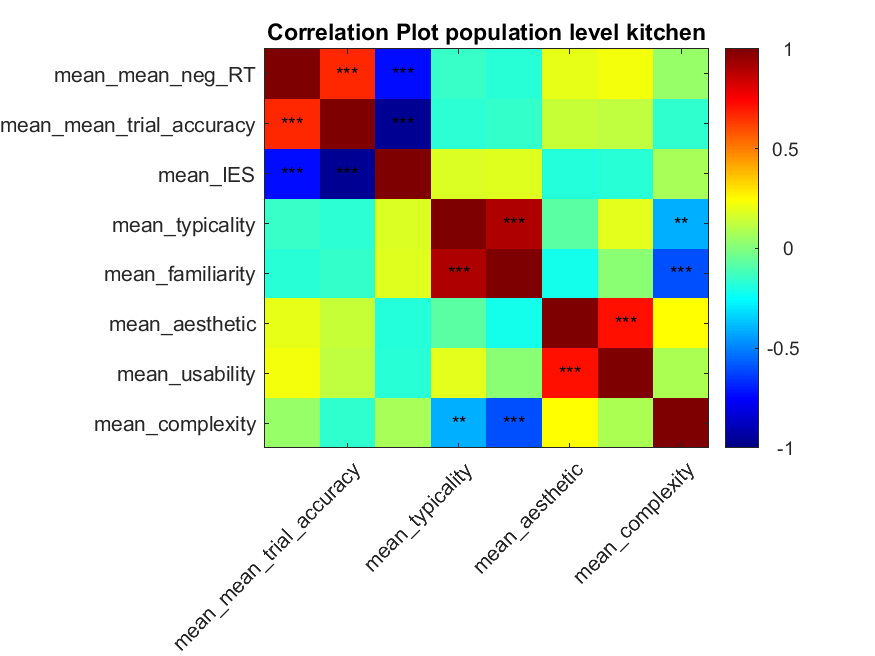 Correlation Plot population level kitchen
mean_mean_neg_RT *** ***
mean_mean_trial_accuracy *** ***
mean_IES *** ***
mean_typicality *** **
mean_familiarity *** ***
mean_aesthetic ***
mean_usability ***
mean_complexity ** ***
1
0.5
0
-0.5
-1
mean_mean_trial_accuracy
mean_typicality
mean_aesthetic
mean_complexity